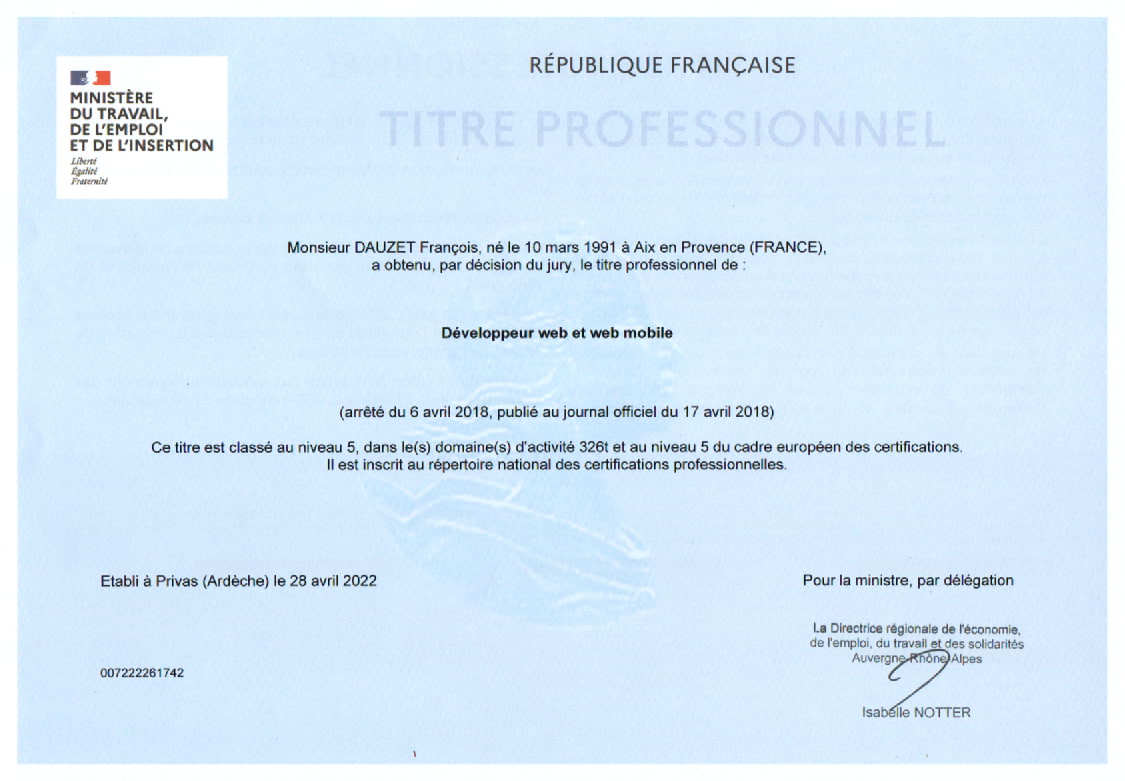 RÉPUBLIQUE FRANÇAISE
MINISTÈRE
DU TRAVAIL,
DE L'EMPLOI
ET DE L'INSERTION
Liberté
Égalité
Fraternité
TITRE PROFESSIONNEL
Monsieur DAUZET François, né le 10 mars 1991 à Aix en Provence (FRANCE),
a obtenu, par décision du jury, le titre professionnel de :
Développeur web et web mobile
(arrêté du 6 avril 2018, publié au journal officiel du 17 avril 2018)
Ce titre est classé au niveau 5, dans le(s) domaine(s) d'activité 326t et au niveau 5 du cadre européen des certifications.
Il est inscrit au répertoire national des certifications professionnelles.
Etabli à Privas (Ardèche) le 28 avril 2022
Pour la ministre, par délégation
La Directrice régionale de l'économie,
de l'emploi, du travail et des solidarités
Auvergne-Rhône-Alpes
007222261742
Isabelle NOTTER